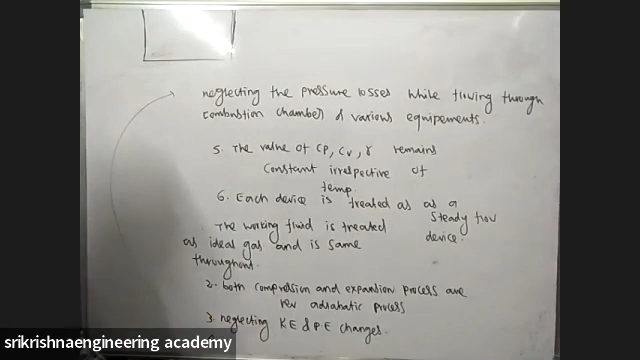 neglecting the pressure losses while flowing through
combustion chamber & various equipements.
5. The value of CP, Cv, γ remains
constant irrespective of
temp.
6. Each device is treated as as a
steady flow
device.
The working fluid is treated
as ideal gas and is same
throughout.
2. both compression and expansion process are
rev adiabatic process
3. neglecting KE & PE changes.
srikrishnaengineering academy